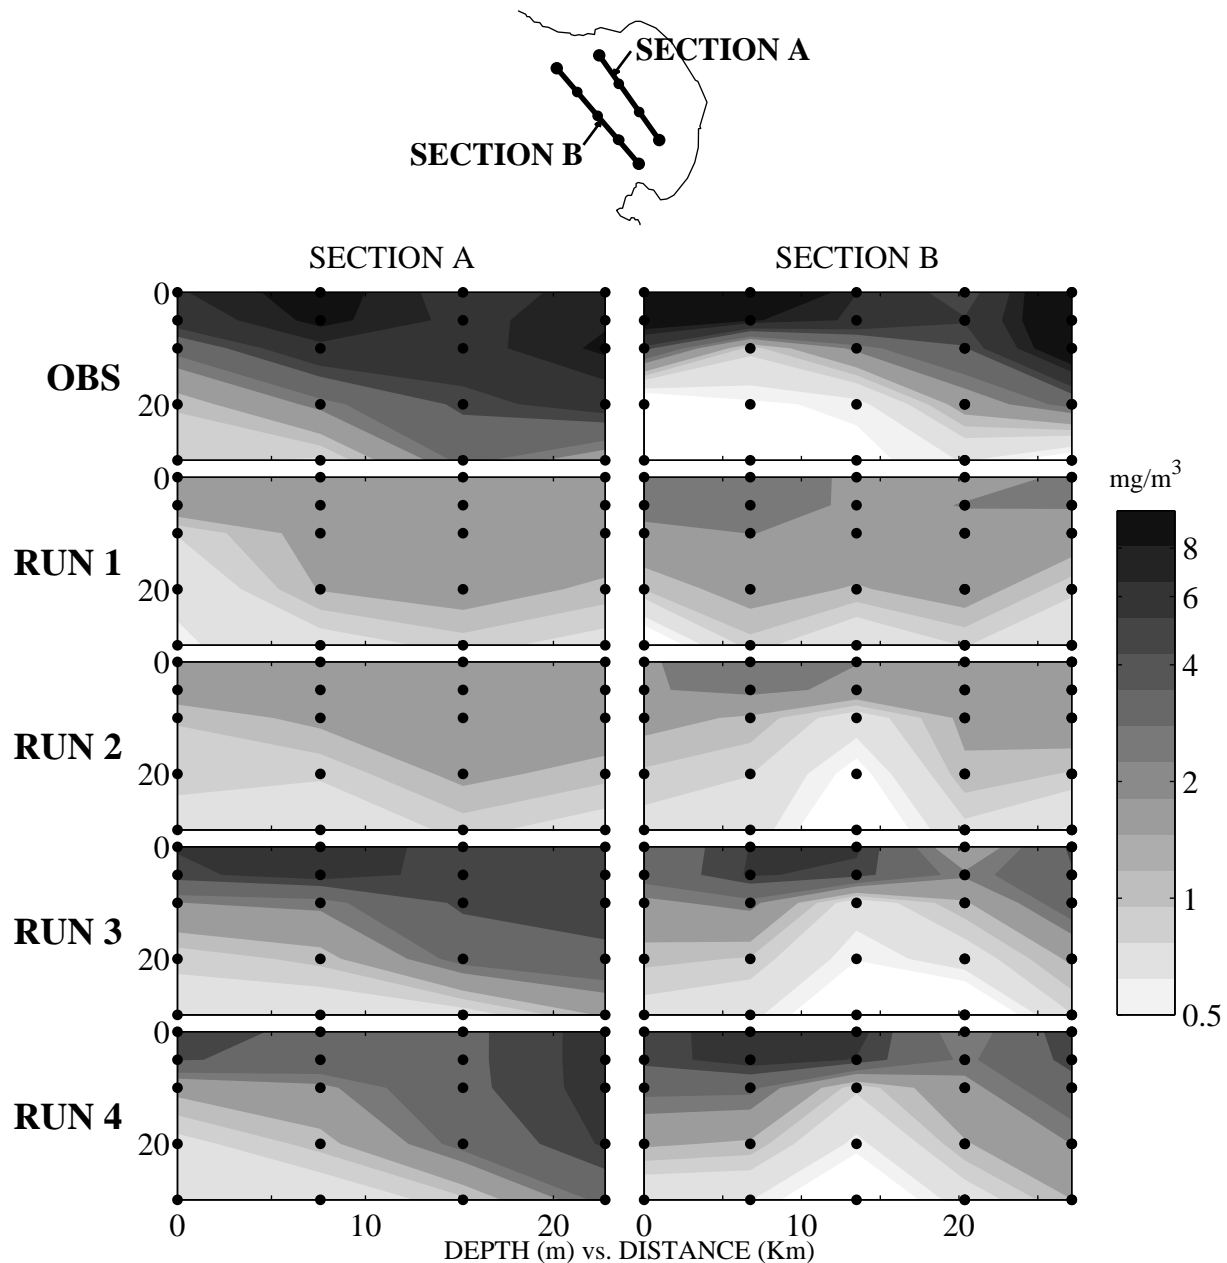 SECTION A
SECTION B
SECTION A SECTION B
0
OBS
20
0
RUN 1
20
0
RUN 2
20
0
RUN 3
20
0
RUN 4
20
0 10 20 0 10 20
DEPTH (m) vs. DISTANCE (Km)
mg/m³
8
6
4
2
1
0.5